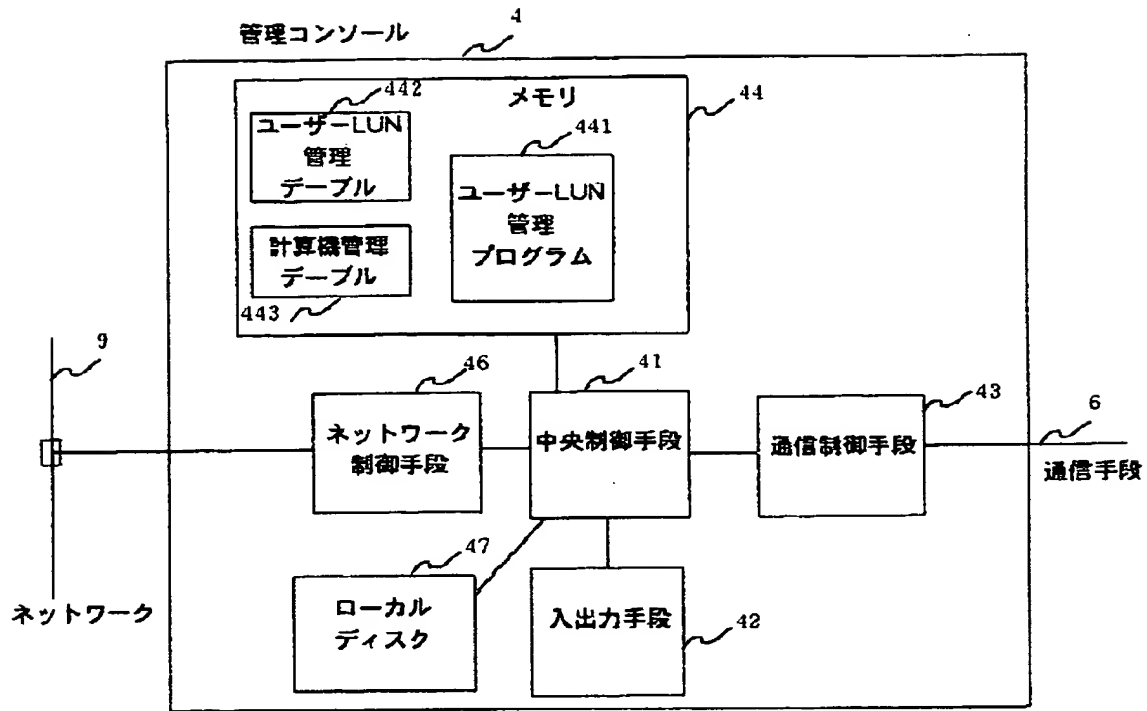 管理コンソール
4
メモリ
44
442
ユーザーLUN
管理
テーブル
441
ユーザーLUN
管理
プログラム
計算機管理
テーブル
443
9
46
ネットワーク
制御手段
41
中央制御手段
43
通信制御手段
6
通信手段
47
ローカル
ディスク
入出力手段
42
ネットワーク